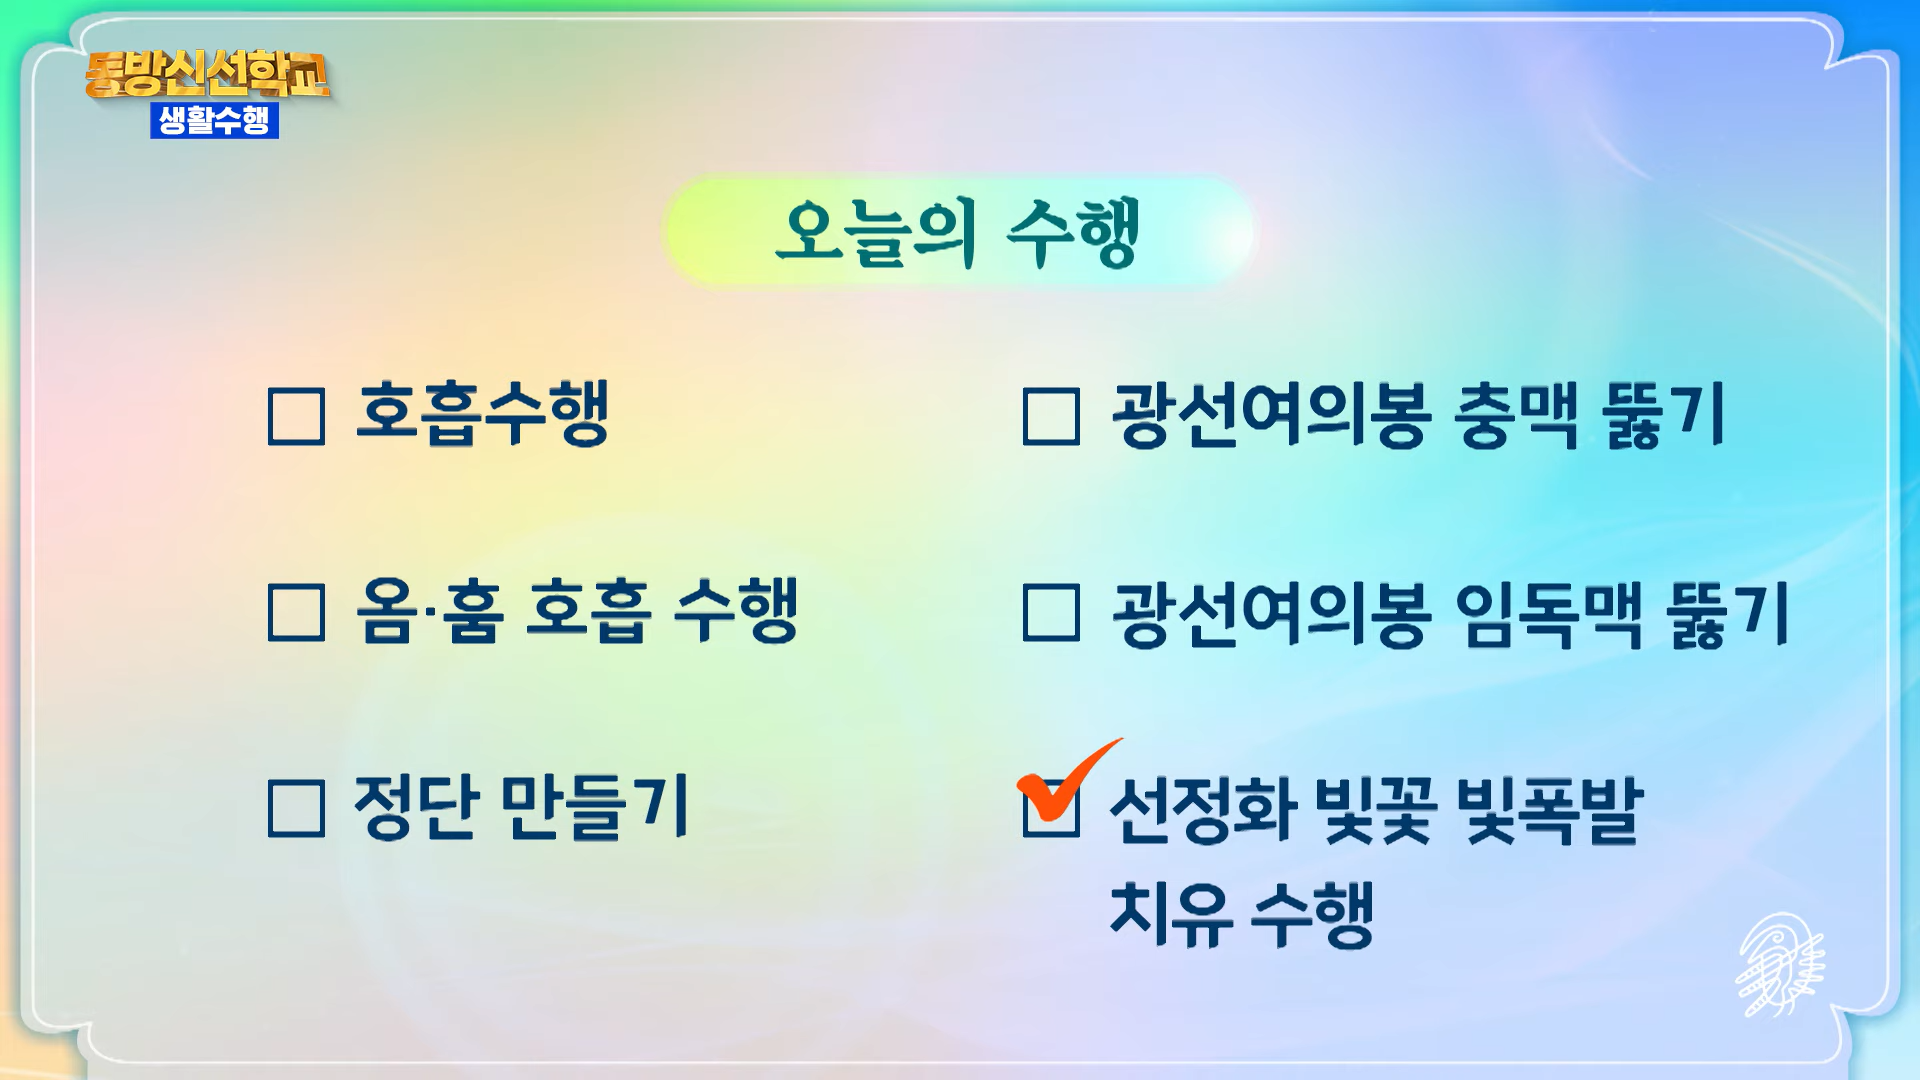 동방신선학교
생활수행
오늘의 수행
호흡수행
옴·훔 호흡 수행
정단 만들기
광선여의봉 충맥 뚫기
광선여의봉 임독맥 뚫기
선정화 빛꽃 빛폭발
치유 수행